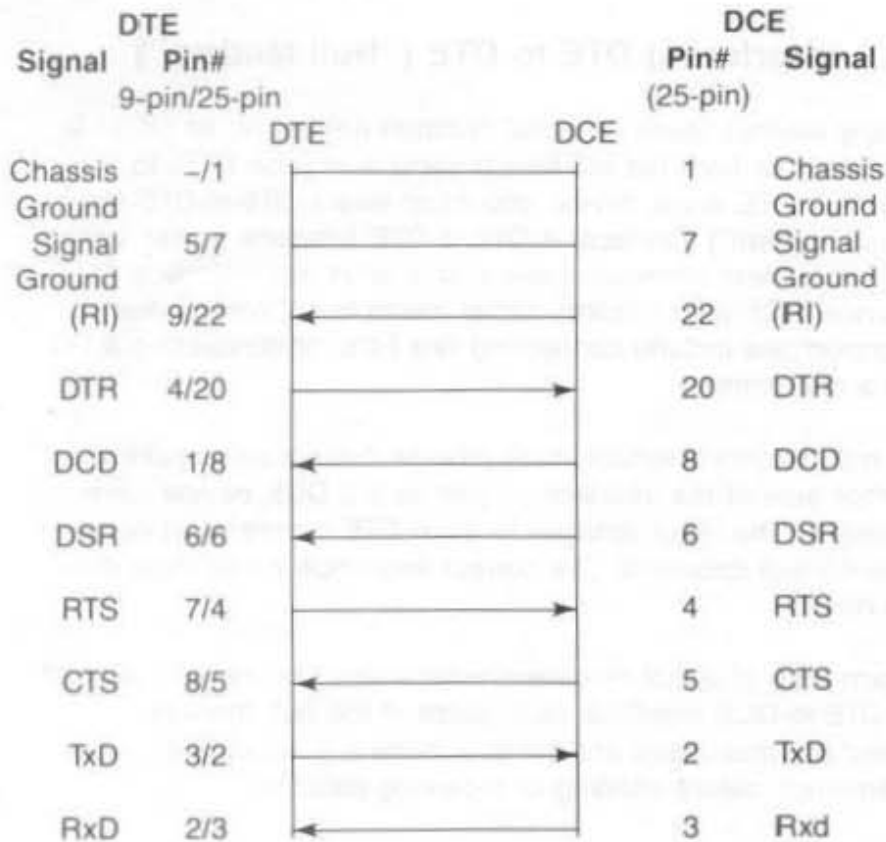 DTE DCE
Signal Pin# Pin# Signal
9-pin/25-pin (25-pin)
DTE DCE
Chassis -/1 1 Chassis
Ground Ground
Signal 5/7 7 Signal
Ground Ground
(RI) 9/22 22 (RI)
DTR 4/20 20 DTR
DCD 1/8 8 DCD
DSR 6/6 6 DSR
RTS 7/4 4 RTS
CTS 8/5 5 CTS
TxD 3/2 2 TxD
RxD 2/3 3 Rxd